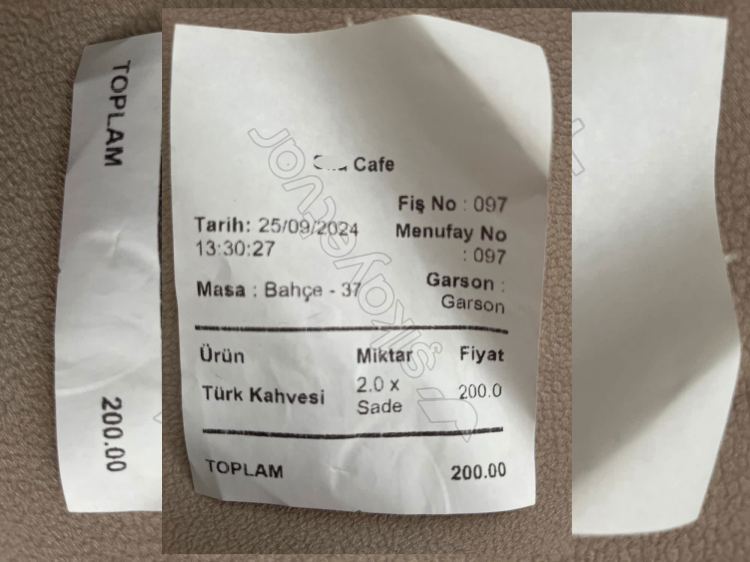 Cafe
Fiş No : 097
Tarih: 25/09/2024
13:30:27
Menufay No
: 097
Masa : Bahçe - 37
Garson :
Garson
Ürün Miktar Fiyat
Türk Kahvesi 2.0 x 200.0
Sade
TOPLAM 200.00
TOPLAM
200.00
şikayetvar